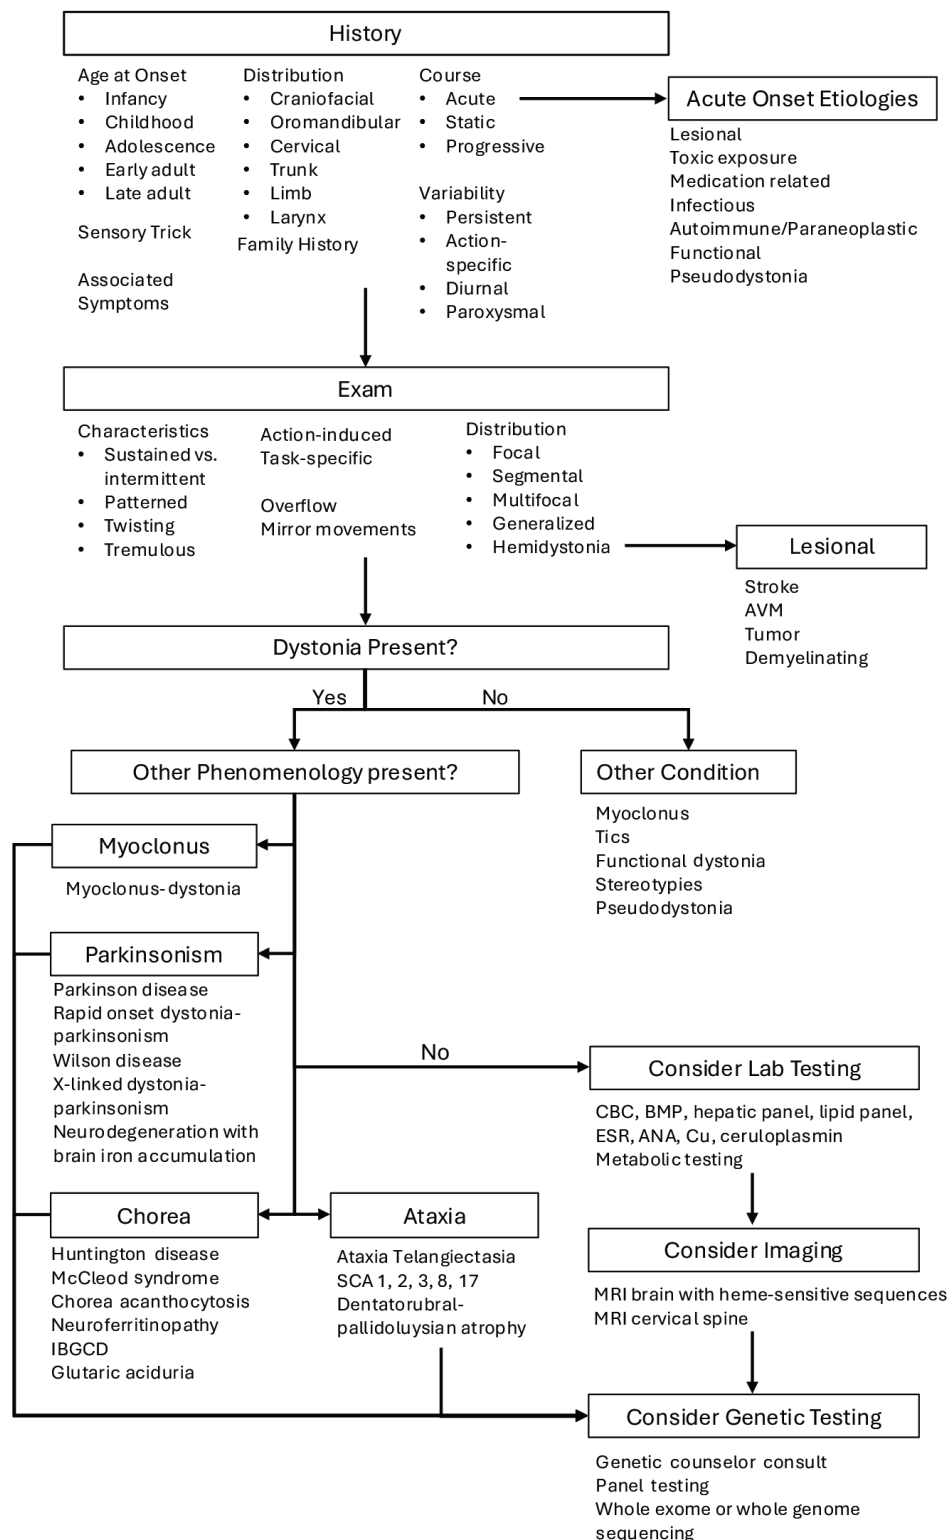 History
Age at Onset
• Infancy
• Childhood
• Adolescence
• Early adult
• Late adult
Sensory Trick
Associated
Symptoms
Distribution
• Craniofacial
• Oromandibular
• Cervical
• Trunk
• Limb
• Larynx
Family History
Course
• Acute
• Static
• Progressive
Variability
• Persistent
• Action-
specific
• Diurnal
• Paroxysmal
Acute Onset Etiologies
Lesional
Toxic exposure
Medication related
Infectious
Autoimmune/Paraneoplastic
Functional
Pseudodystonia
Exam
Characteristics
• Sustained vs.
intermittent
• Patterned
• Twisting
• Tremulous
Action-induced
Task-specific
Overflow
Mirror movements
Distribution
• Focal
• Segmental
• Multifocal
• Generalized
• Hemidystonia
Lesional
Stroke
AVM
Tumor
Demyelinating
Dystonia Present?
Yes
No
Other Phenomenology present?
Other Condition
Myoclonus
Tics
Functional dystonia
Stereotypies
Pseudodystonia
Myoclonus
Myoclonus-dystonia
Parkinsonism
Parkinson disease
Rapid onset dystonia-
parkinsonism
Wilson disease
X-linked dystonia-
parkinsonism
Neurodegeneration with
brain iron accumulation
No
Consider Lab Testing
CBC, BMP, hepatic panel, lipid panel,
ESR, ANA, Cu, ceruloplasmin
Metabolic testing
Chorea
Huntington disease
McCleod syndrome
Chorea acanthocytosis
Neuroferritinopathy
IBGCD
Glutaric aciduria
Ataxia
Ataxia Telangiectasia
SCA 1, 2, 3, 8, 17
Dentatorubral-
pallidoluysian atrophy
Consider Imaging
MRI brain with heme-sensitive sequences
MRI cervical spine
Consider Genetic Testing
Genetic counselor consult
Panel testing
Whole exome or whole genome
sequencing